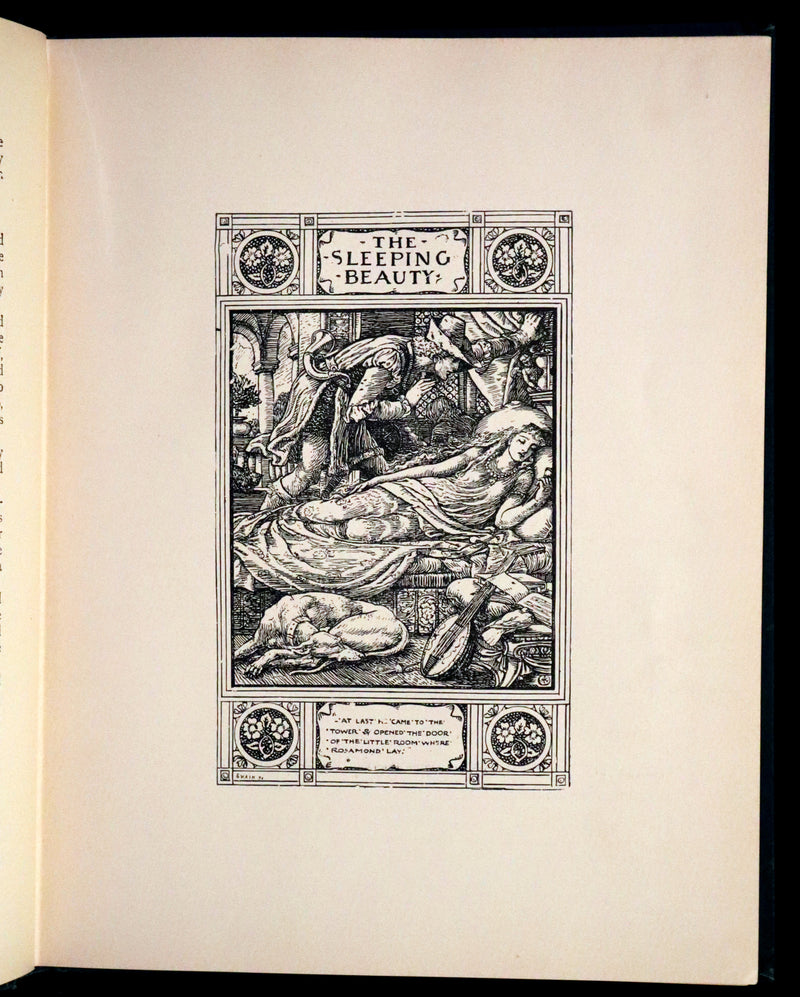 - THE -
- SLEEPING
- BEAUTY -
"AT LAST CAME TO THE
TOWER & OPENED THE DOOR
OF THE LITTLE ROOM WHERE
ROSAMOND LAY."
SWAIN